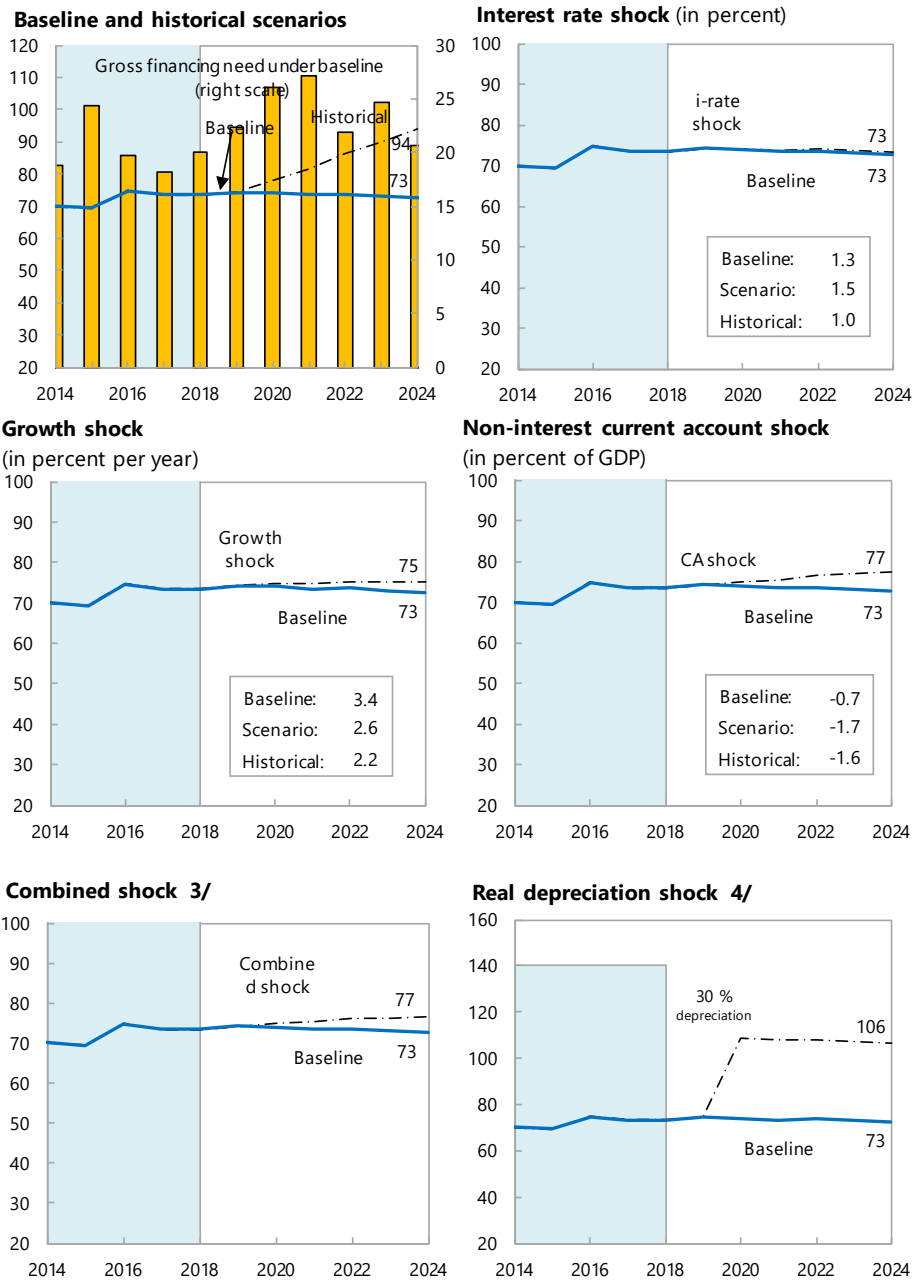 Baseline and historical scenarios
120
110
100
90
80
70
60
50
40
30
20
30
25
20
15
10
5
0
Gross financing need under baseline
(right scale)
Baseline
Historical
94
73
2014 2016 2018 2020 2022 2024
Interest rate shock (in percent)
100
90
80
70
60
50
40
30
20
i-rate
shock
73
73
Baseline
Baseline: 1.3
Scenario: 1.5
Historical: 1.0
2014 2016 2018 2020 2022 2024
Growth shock
(in percent per year)
100
90
80
70
60
50
40
30
20
Growth
shock
75
Baseline
73
Baseline: 3.4
Scenario: 2.6
Historical: 2.2
2014 2016 2018 2020 2022 2024
Non-interest current account shock
(in percent of GDP)
100
90
80
70
60
50
40
30
20
CA shock
77
Baseline
73
Baseline: -0.7
Scenario: -1.7
Historical: -1.6
2014 2016 2018 2020 2022 2024
Combined shock 3/
100
90
80
70
60
50
40
30
20
Combine
d shock
77
Baseline
73
2014 2016 2018 2020 2022 2024
Real depreciation shock 4/
160
140
120
100
80
60
40
20
30 %
depreciation
106
Baseline
73
2014 2016 2018 2020 2022 2024